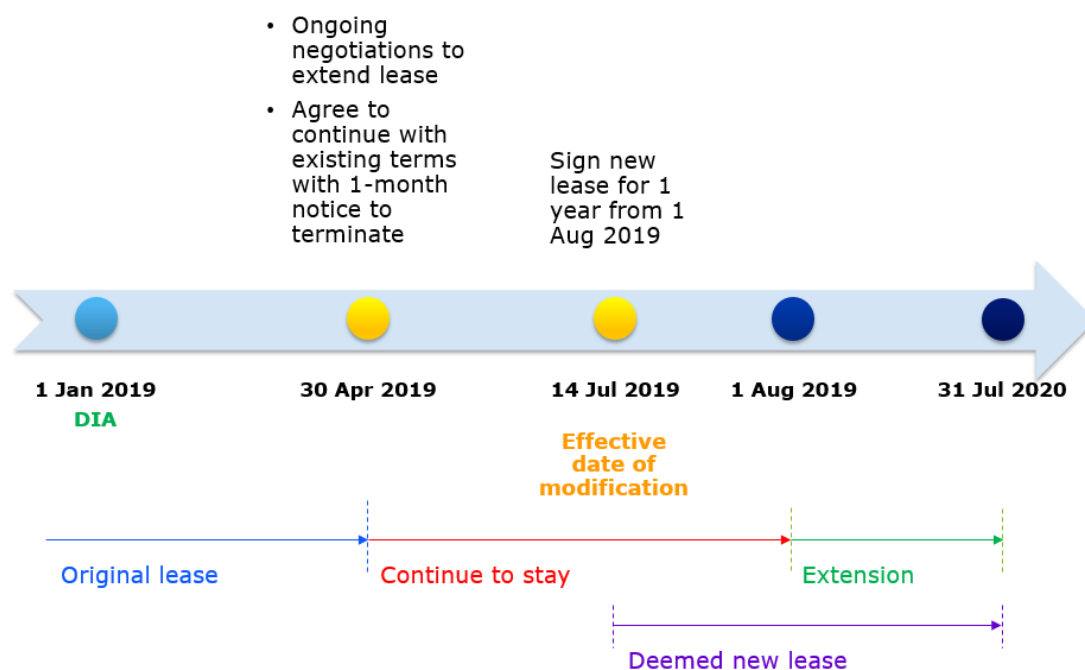 • Ongoing
negotiations to
extend lease
• Agree to
continue with
existing terms
with 1-month
notice to
terminate
Sign new
lease for 1
year from 1
Aug 2019
1 Jan 2019
DIA
30 Apr 2019
14 Jul 2019
Effective
date of
modification
1 Aug 2019
31 Jul 2020
Original lease
Continue to stay
Extension
Deemed new lease